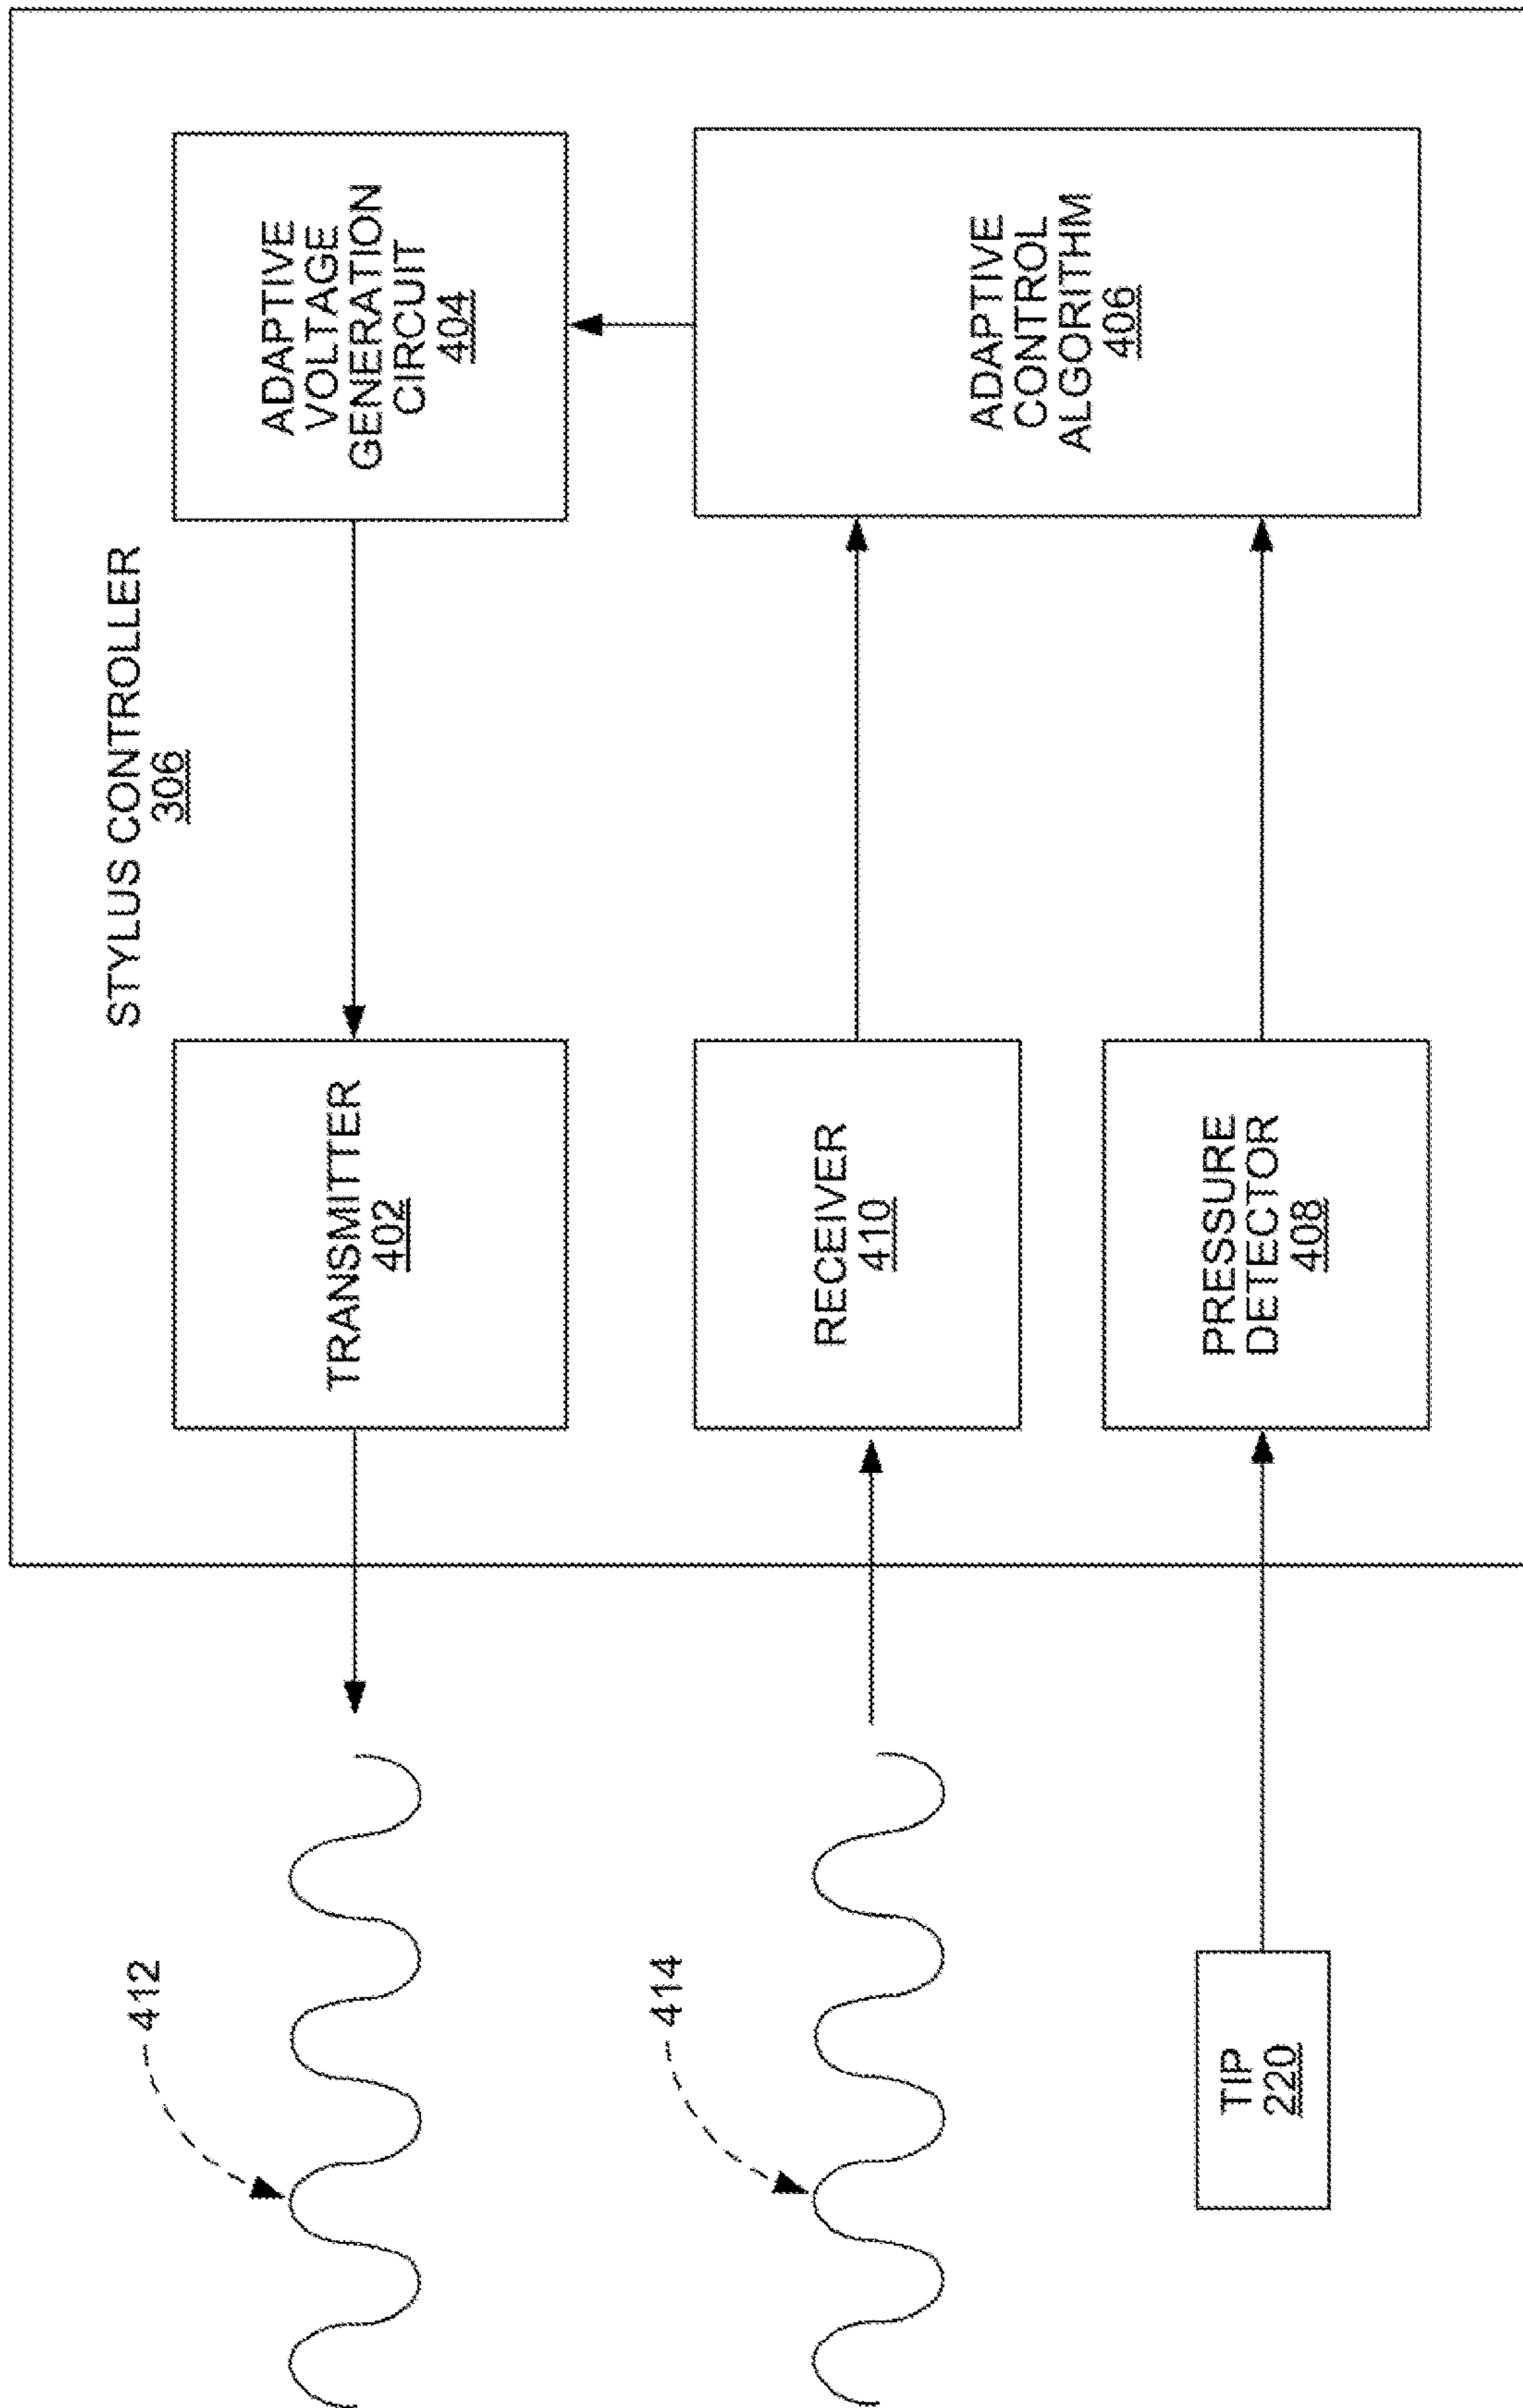 STYLUS CONTROLLER
306
412
TRANSMITTER
402
ADAPTIVE
VOLTAGE
GENERATION
CIRCUIT
404
414
RECEIVER
410
ADAPTIVE
CONTROL
ALGORITHM
406
TIP
220
PRESSURE
DETECTOR
408